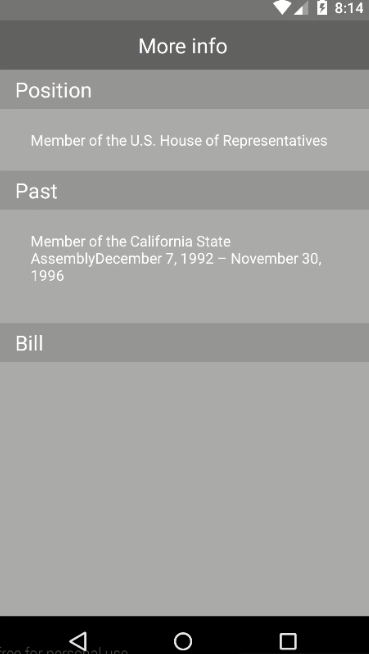 8:14
More info
Position
Member of the U.S. House of Representatives
Past
Member of the California State
AssemblyDecember 7, 1992 – November 30,
1996
Bill
free for personal use